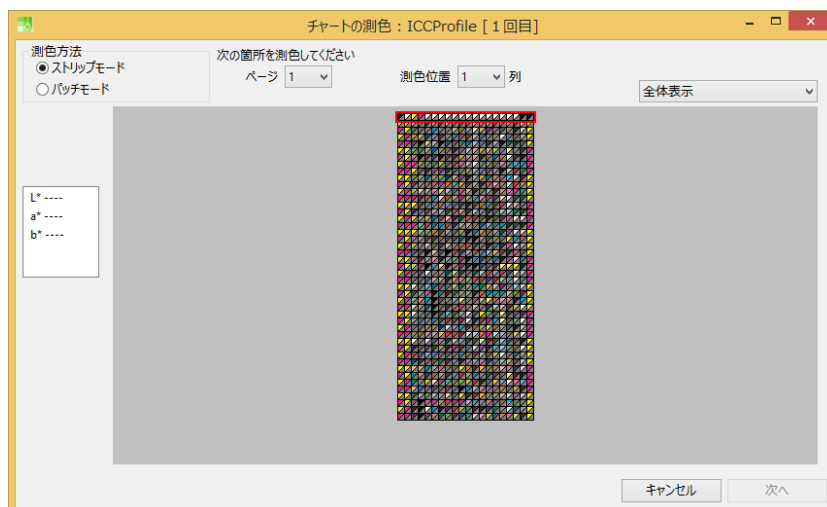 チャートの測色：ICCProfile [ 1 回目]
測色方法
ストリップモード
パッチモード
次の箇所を測色してください
ページ 1 測色位置 1 列
全体表示
L* ----
a* ----
b* ----
キャンセル 次へ